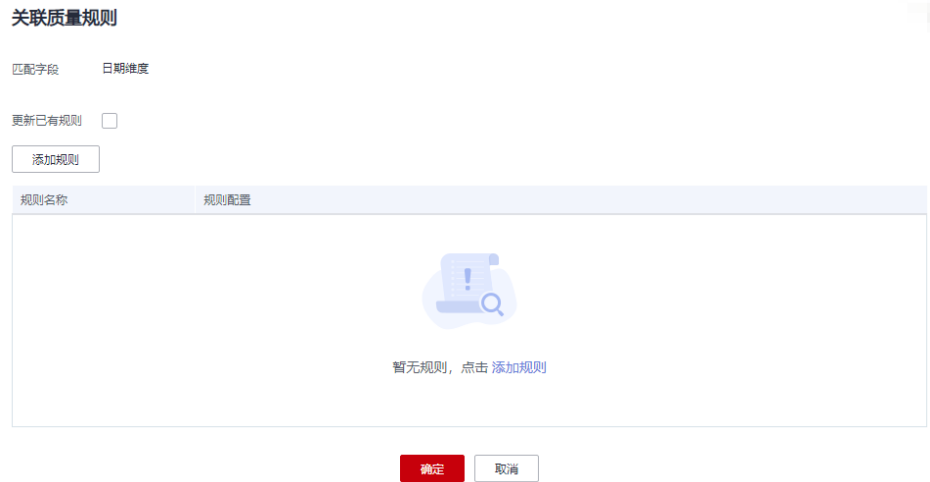 关联质量规则
匹配字段 日期维度
更新已有规则
添加规则
规则名称 规则配置
暂无规则，点击 添加规则
确定 取消